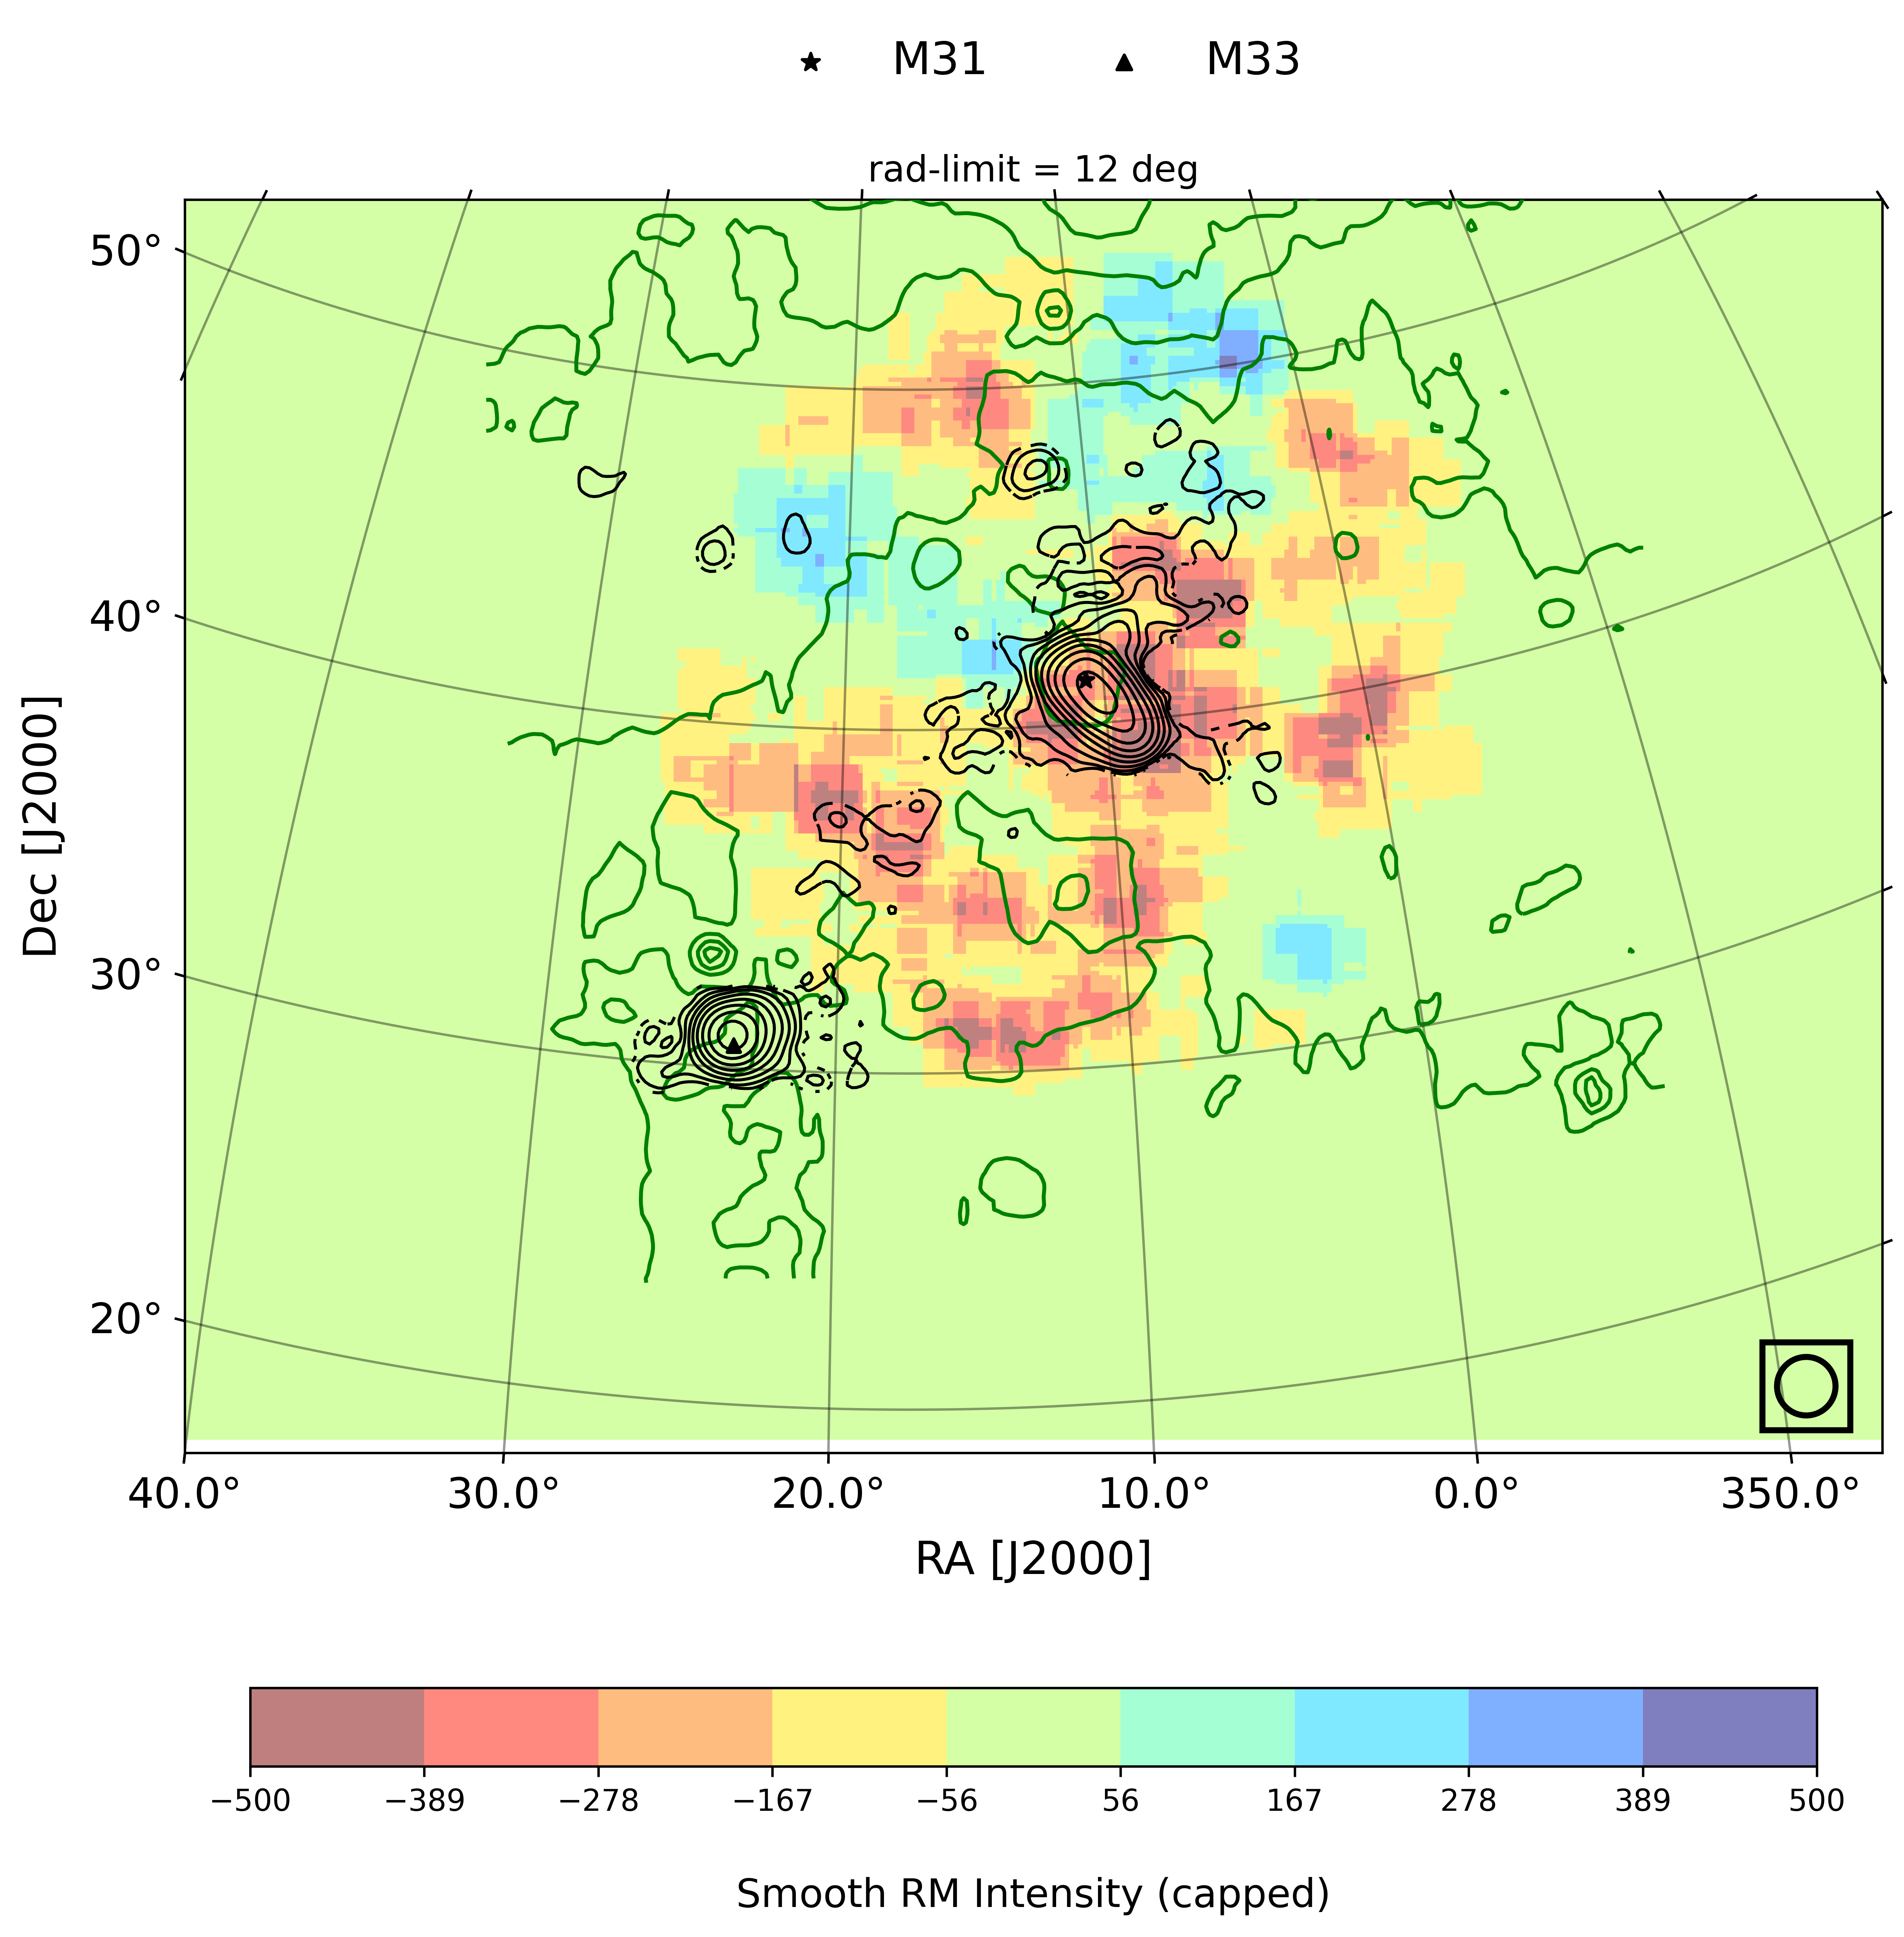 M31 M33
rad-limit = 12 deg
50°
40°
30°
20°
Dec [J2000]
40.0° 30.0° 20.0° 10.0° 0.0° 350.0°
RA [J2000]
−500 −389 −278 −167 −56 56 167 278 389 500
Smooth RM Intensity (capped)